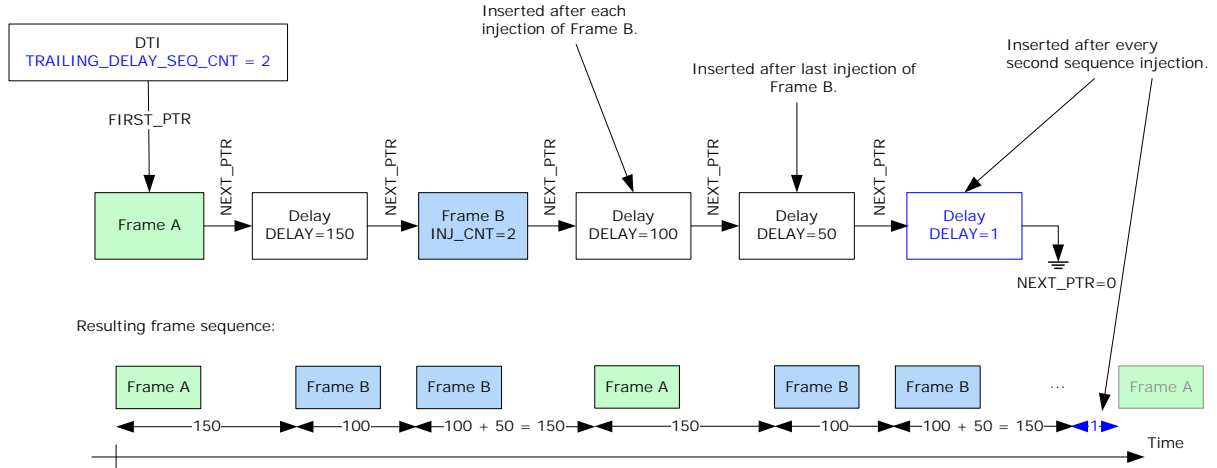 Inserted after each
injection of Frame B.
DTI
TRAILING_DELAY_SEQ_CNT = 2
Inserted after every
second sequence injection.
Inserted after last injection of
Frame B.
FIRST_PTR
NEXT_PTR
NEXT_PTR
NEXT_PTR
NEXT_PTR
NEXT_PTR
Frame A
Delay
DELAY=150
Frame B
INJ_CNT=2
Delay
DELAY=100
Delay
DELAY=50
Delay
DELAY=1
NEXT_PTR=0
Resulting frame sequence:
Frame A
Frame B
Frame B
Frame A
Frame B
Frame B
...
Frame A
150
100
100 + 50 = 150
150
100
100 + 50 = 150
1
Time